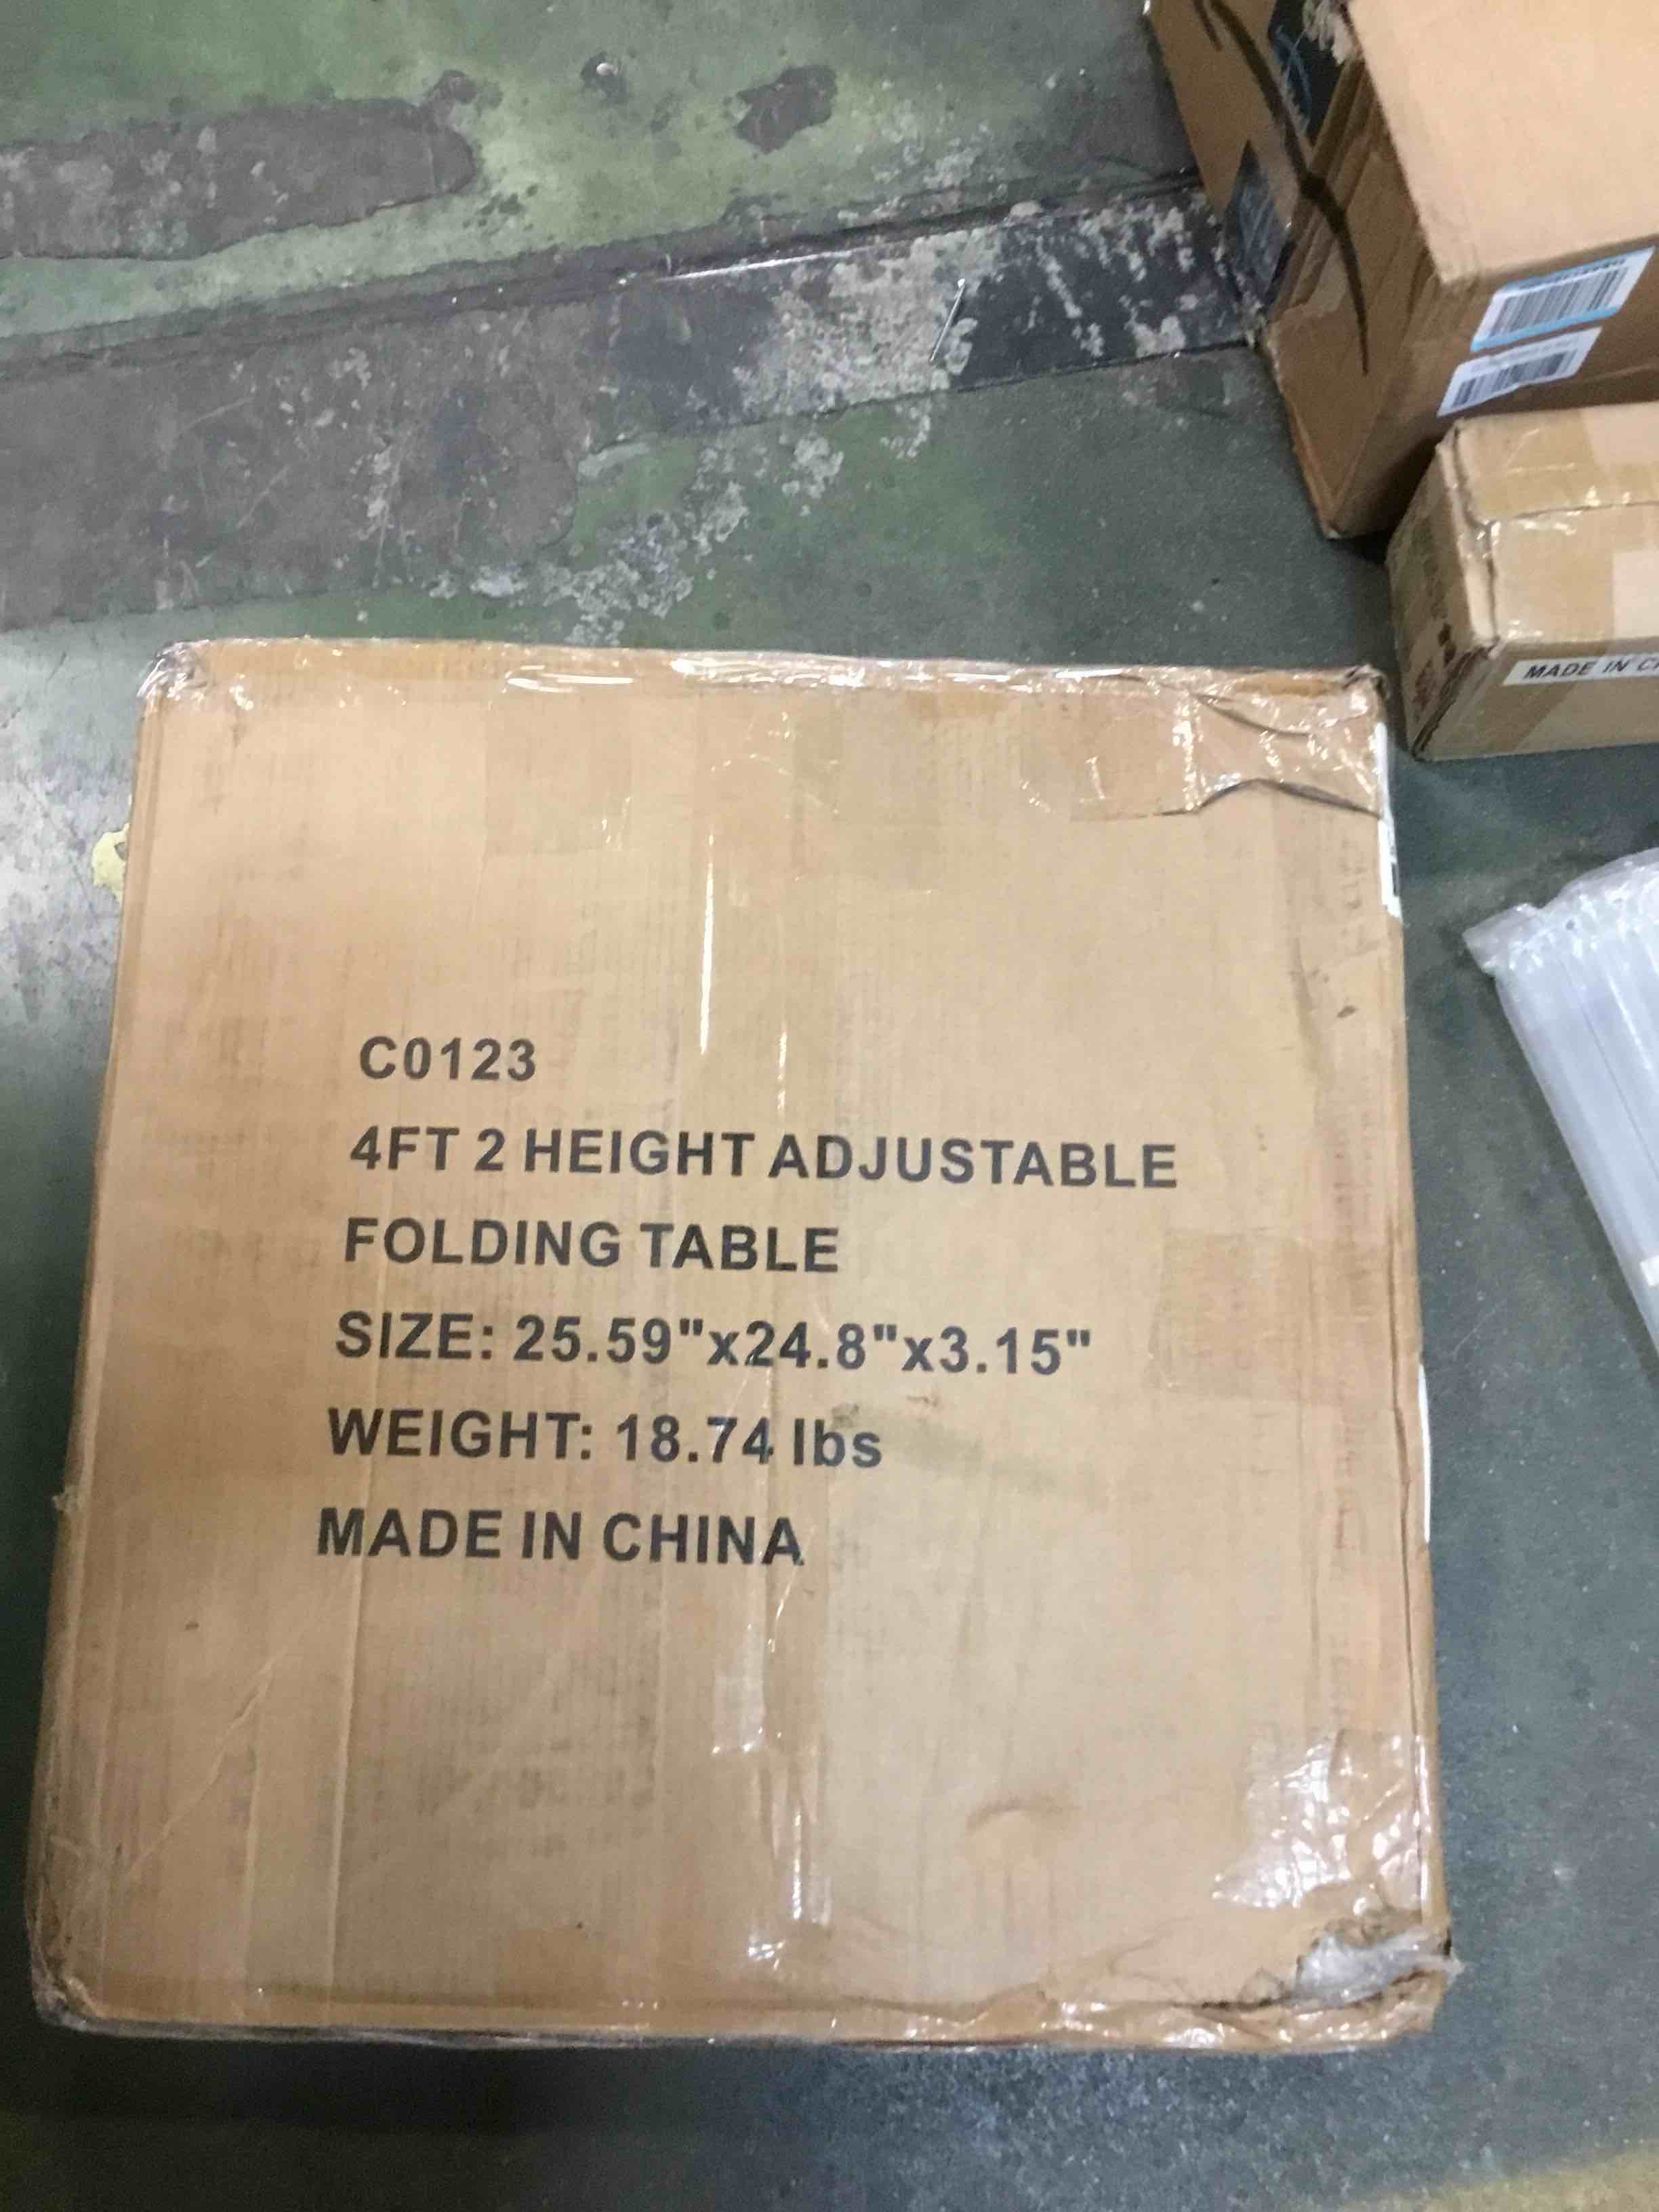 C0123
4FT 2 HEIGHT ADJUSTABLE
FOLDING TABLE
SIZE: 25.59"x24.8"x3.15"
WEIGHT: 18.74 lbs
MADE IN CHINA
MADE IN